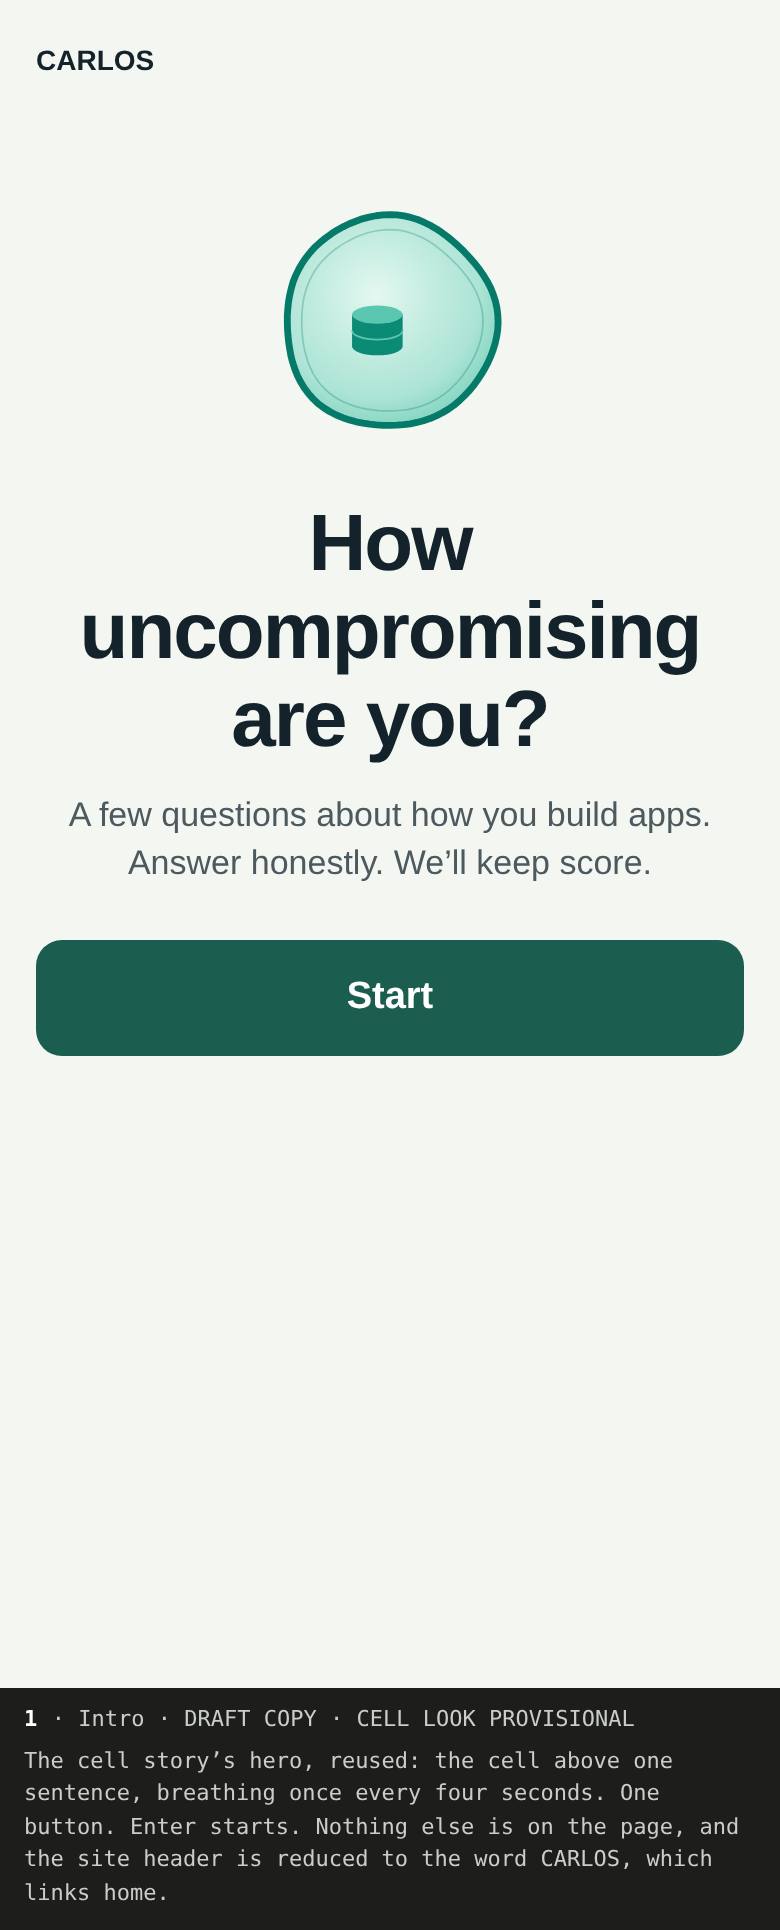 CARLOS
How
uncompromising
are you?
A few questions about how you build apps.
Answer honestly. We’ll keep score.
Start
1 · Intro · DRAFT COPY · CELL LOOK PROVISIONAL
The cell story’s hero, reused: the cell above one
sentence, breathing once every four seconds. One
button. Enter starts. Nothing else is on the page, and
the site header is reduced to the word CARLOS, which
links home.